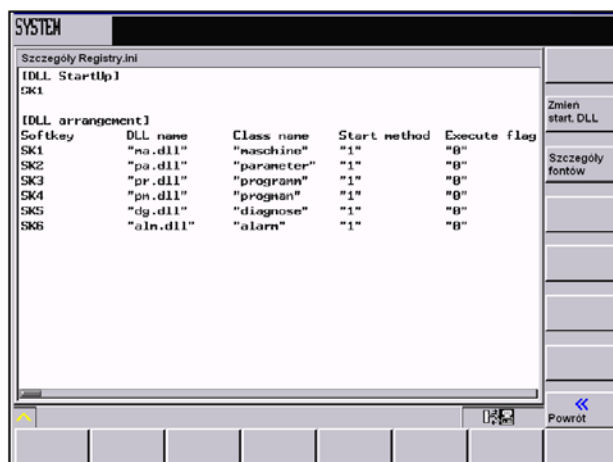 SYSTEM
Szczegóły Registry.ini
[DLL StartUp]
SK1
[DLL arrangement]
Softkey DLL name Class name Start method Execute flag
SK1 "ma.dll" "maschine" "1" "0"
SK2 "pa.dll" "parameter" "1" "0"
SK3 "pr.dll" "programm" "1" "0"
SK4 "pm.dll" "progman" "1" "0"
SK5 "dg.dll" "diagnose" "1" "0"
SK6 "alm.dll" "alarm" "1" "0"
Zmień
start. DLL
Szczegóły
fontów
Powrót